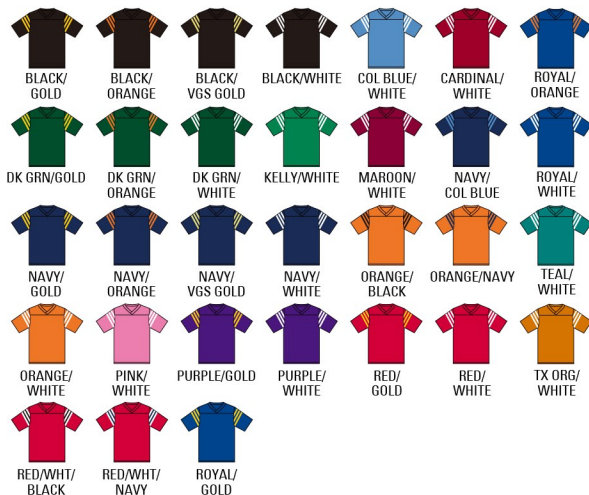 BLACK/
GOLD
BLACK/
ORANGE
BLACK/
VGS GOLD
BLACK/WHITE
COL BLUE/
WHITE
CARDINAL/
WHITE
ROYAL/
ORANGE
DK GRN/GOLD
DK GRN/
ORANGE
DK GRN/
WHITE
KELLY/WHITE
MAROON/
WHITE
NAVY/
COL BLUE
ROYAL/
WHITE
NAVY/
GOLD
NAVY/
ORANGE
NAVY/
VGS GOLD
NAVY/
WHITE
ORANGE/
BLACK
ORANGE/NAVY
TEAL/
WHITE
ORANGE/
WHITE
PINK/
WHITE
PURPLE/GOLD
PURPLE/
WHITE
RED/
GOLD
RED/
WHITE
TX ORG/
WHITE
RED/WHT/
BLACK
RED/WHT/
NAVY
ROYAL/
GOLD